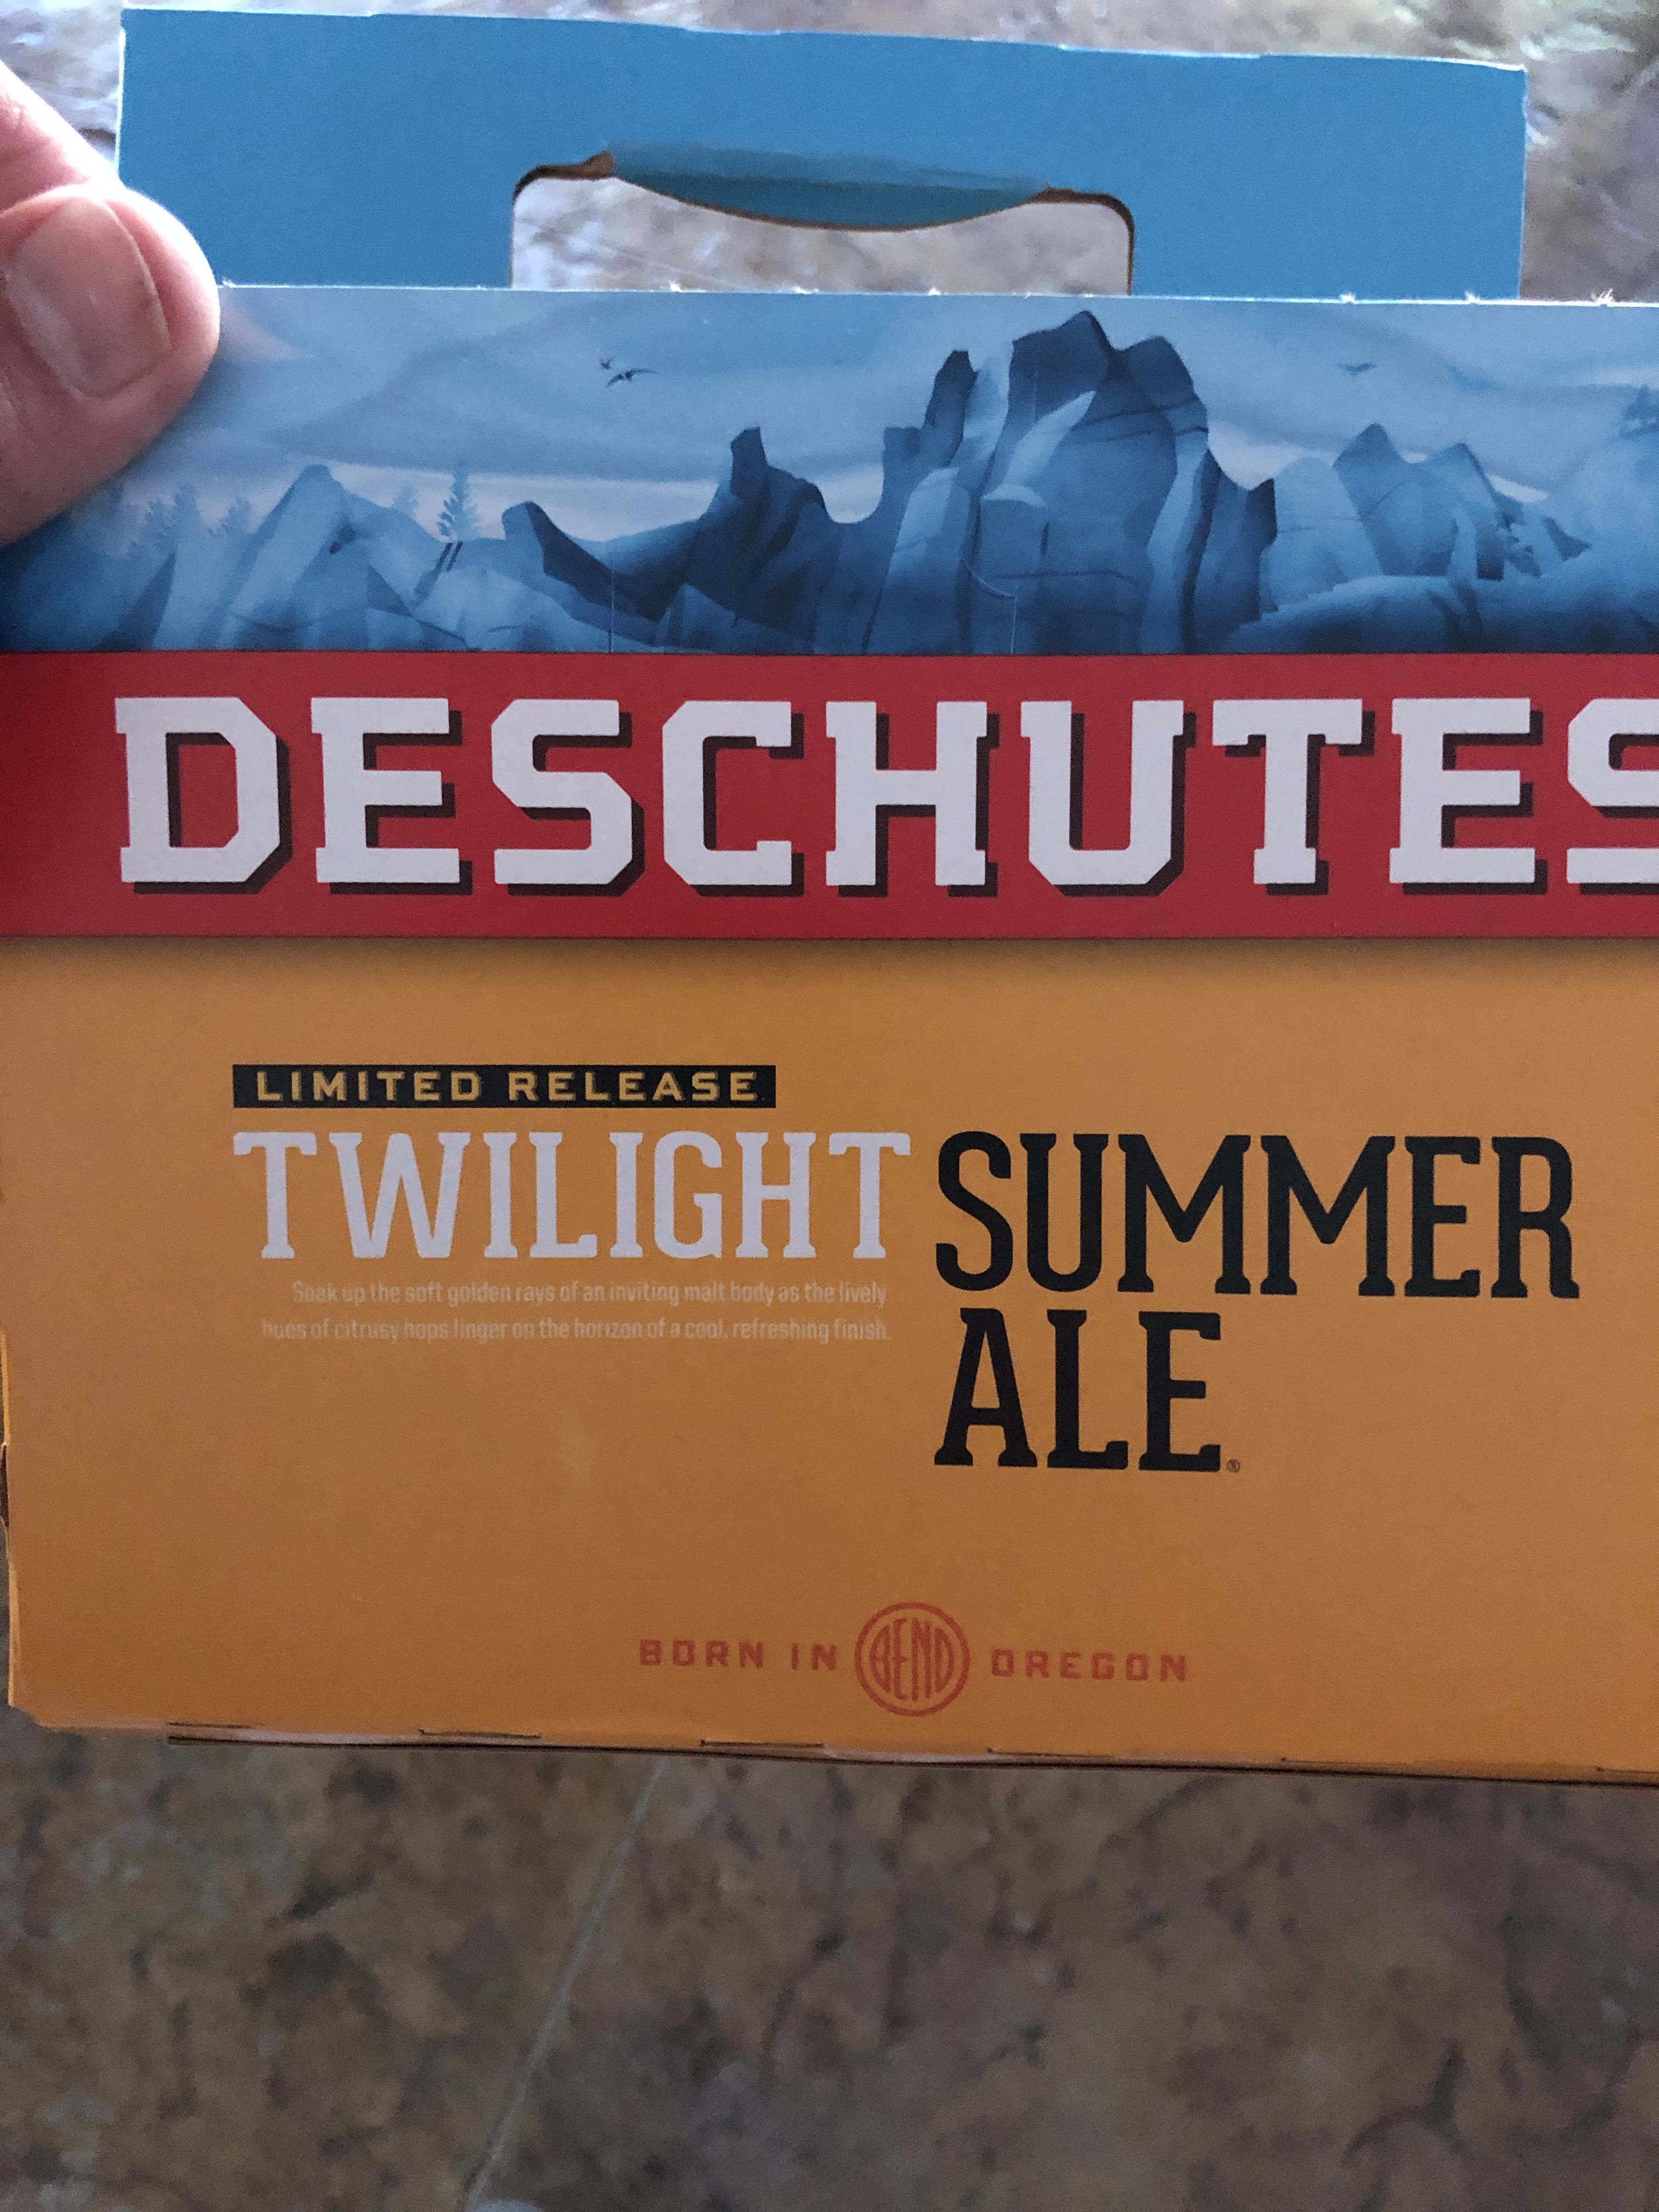 DESCHUTES
LIMITED RELEASE
TWILIGHT SUMMER
ALE®
Soak up the soft golden rays of an inviting malt body as the lively
hues of citrusy hops linger on the horizon of a cool, refreshing finish.
BORN IN BEND OREGON